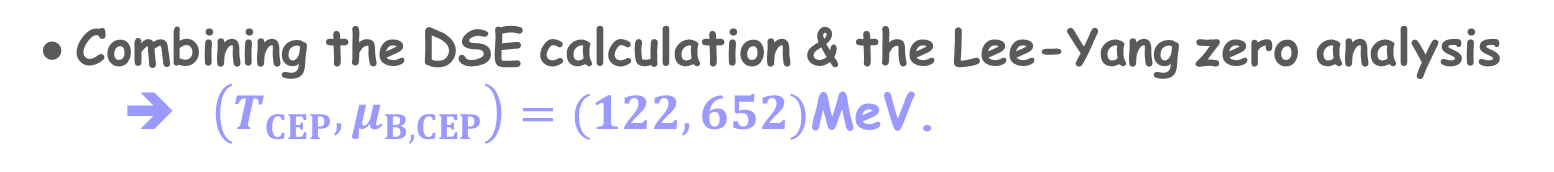 • Combining the DSE calculation & the Lee-Yang zero analysis
➔ (T_CEP, μ_B,CEP) = (122, 652)MeV.